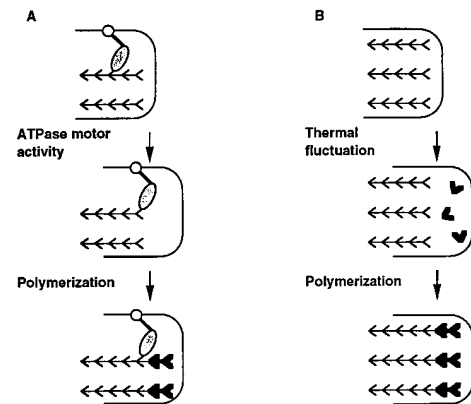 A
B
ATPase motor
activity
Thermal
fluctuation
Polymerization
Polymerization